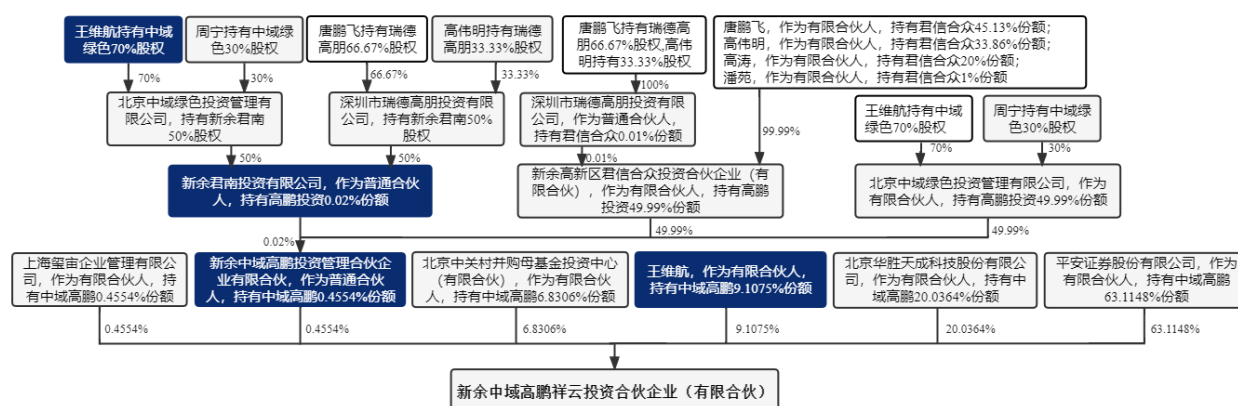 王维航持有中域
绿色70%股权
周宁持有中域绿
色30%股权
唐鹏飞持有瑞德
高朋66.67%股权
高伟明持有瑞德
高朋33.33%股权
唐鹏飞持有瑞德高
朋66.67%股权,高伟
明持有33.33%股权
唐鹏飞，作为有限合伙人，持有君信合众45.13%份额；
高伟明，作为有限合伙人，持有君信合众33.86%份额；
高涛，作为有限合伙人，持有君信合众20%份额；
潘苑，作为有限合伙人，持有君信合众1%份额
70%
30%
66.67%
33.33%
100%
99.99%
北京中域绿色投资管理有
限公司，持有新余君南
50%股权
深圳市瑞德高朋投资有限
公司，持有新余君南50%
股权
深圳市瑞德高朋投资有
限公司，作为普通合伙人，
持有君信合众0.01%份额
王维航持有中域
绿色70%股权
周宁持有中域绿
色30%股权
50%
50%
0.01%
70%
30%
新余君南投资有限公司，作为普通合伙
人，持有高鹏投资0.02%份额
新余高新区君信合众投资合伙企业（有
限合伙），作为有限合伙人，持有高鹏
投资49.99%份额
北京中域绿色投资管理有限公司，作为
有限合伙人，持有高鹏投资49.99%份额
0.02%
49.99%
49.99%
上海玺宙企业管理有限公
司，作为有限合伙人，持
有中域高鹏0.4554%份额
新余中域高鹏投资管理合伙企
业有限合伙，作为普通合伙
人，持有中域高鹏0.4554%份额
北京中关村并购母基金投资中心
（有限合伙），作为有限合伙
人，持有中域高鹏6.8306%份额
王维航，作为有限合伙人，
持有中域高鹏9.1075%份额
北京华胜天成科技股份有限公
司，作为有限合伙人，持有中
域高鹏20.0364%份额
平安证券股份有限公司，作为
有限合伙人，持有中域高鹏
63.1148%份额
0.4554%
0.4554%
6.8306%
9.1075%
20.0364%
63.1148%
新余中域高鹏祥云投资合伙企业（有限合伙）